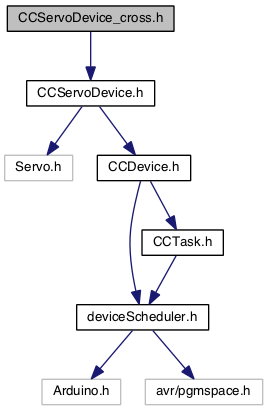 CCServoDevice_cross.h
CCServoDevice.h
Servo.h
CCDevice.h
CCTask.h
deviceScheduler.h
Arduino.h
avr/pgmspace.h